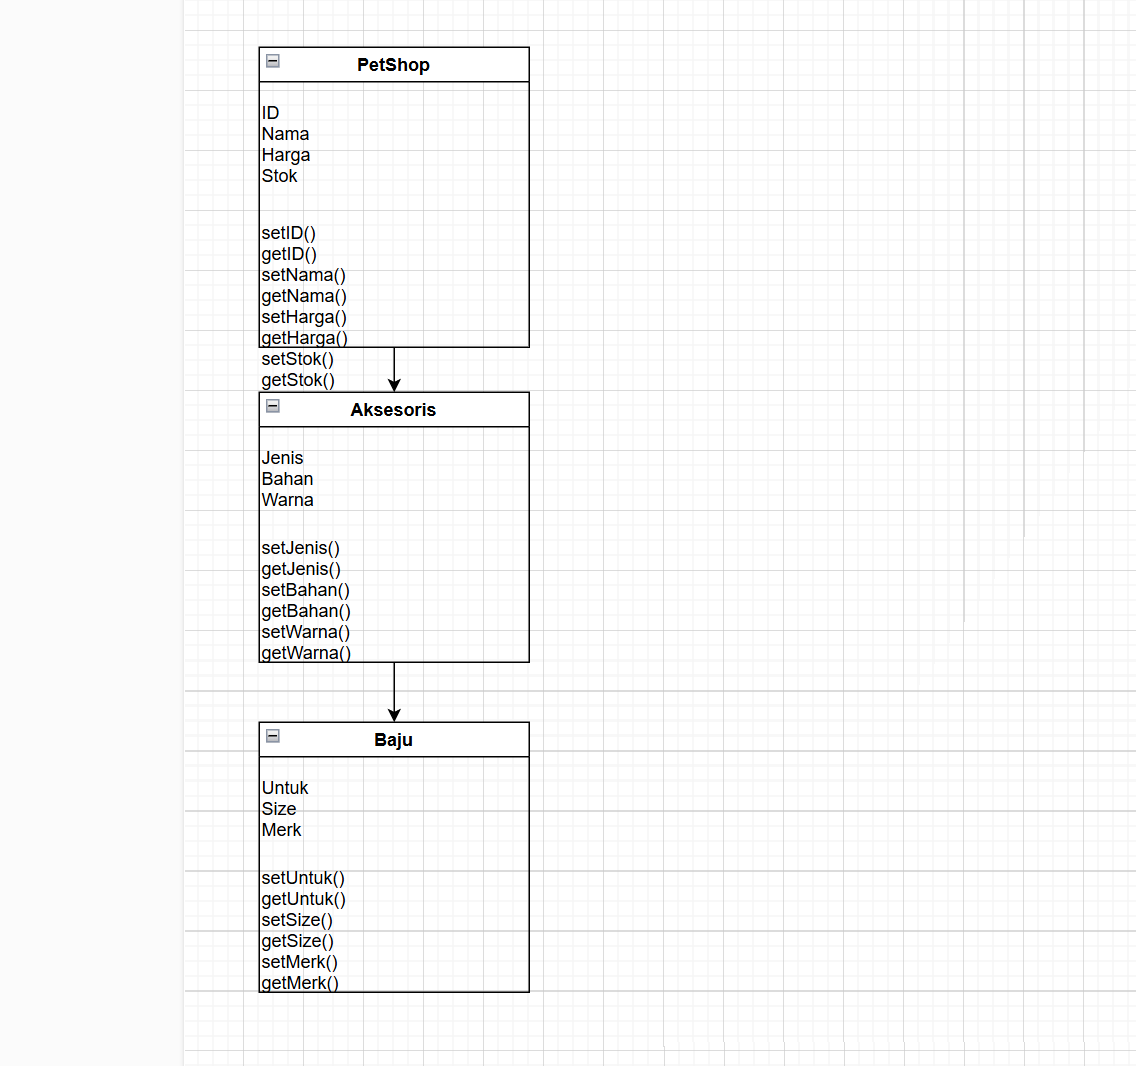 PetShop
ID
Nama
Harga
Stok
setID()
getID()
setNama()
getNama()
setHarga()
getHarga()
setStok()
getStok()
Aksesoris
Jenis
Bahan
Warna
setJenis()
getJenis()
setBahan()
getBahan()
setWarna()
getWarna()
Baju
Untuk
Size
Merk
setUntuk()
getUntuk()
setSize()
getSize()
setMerk()
getMerk()